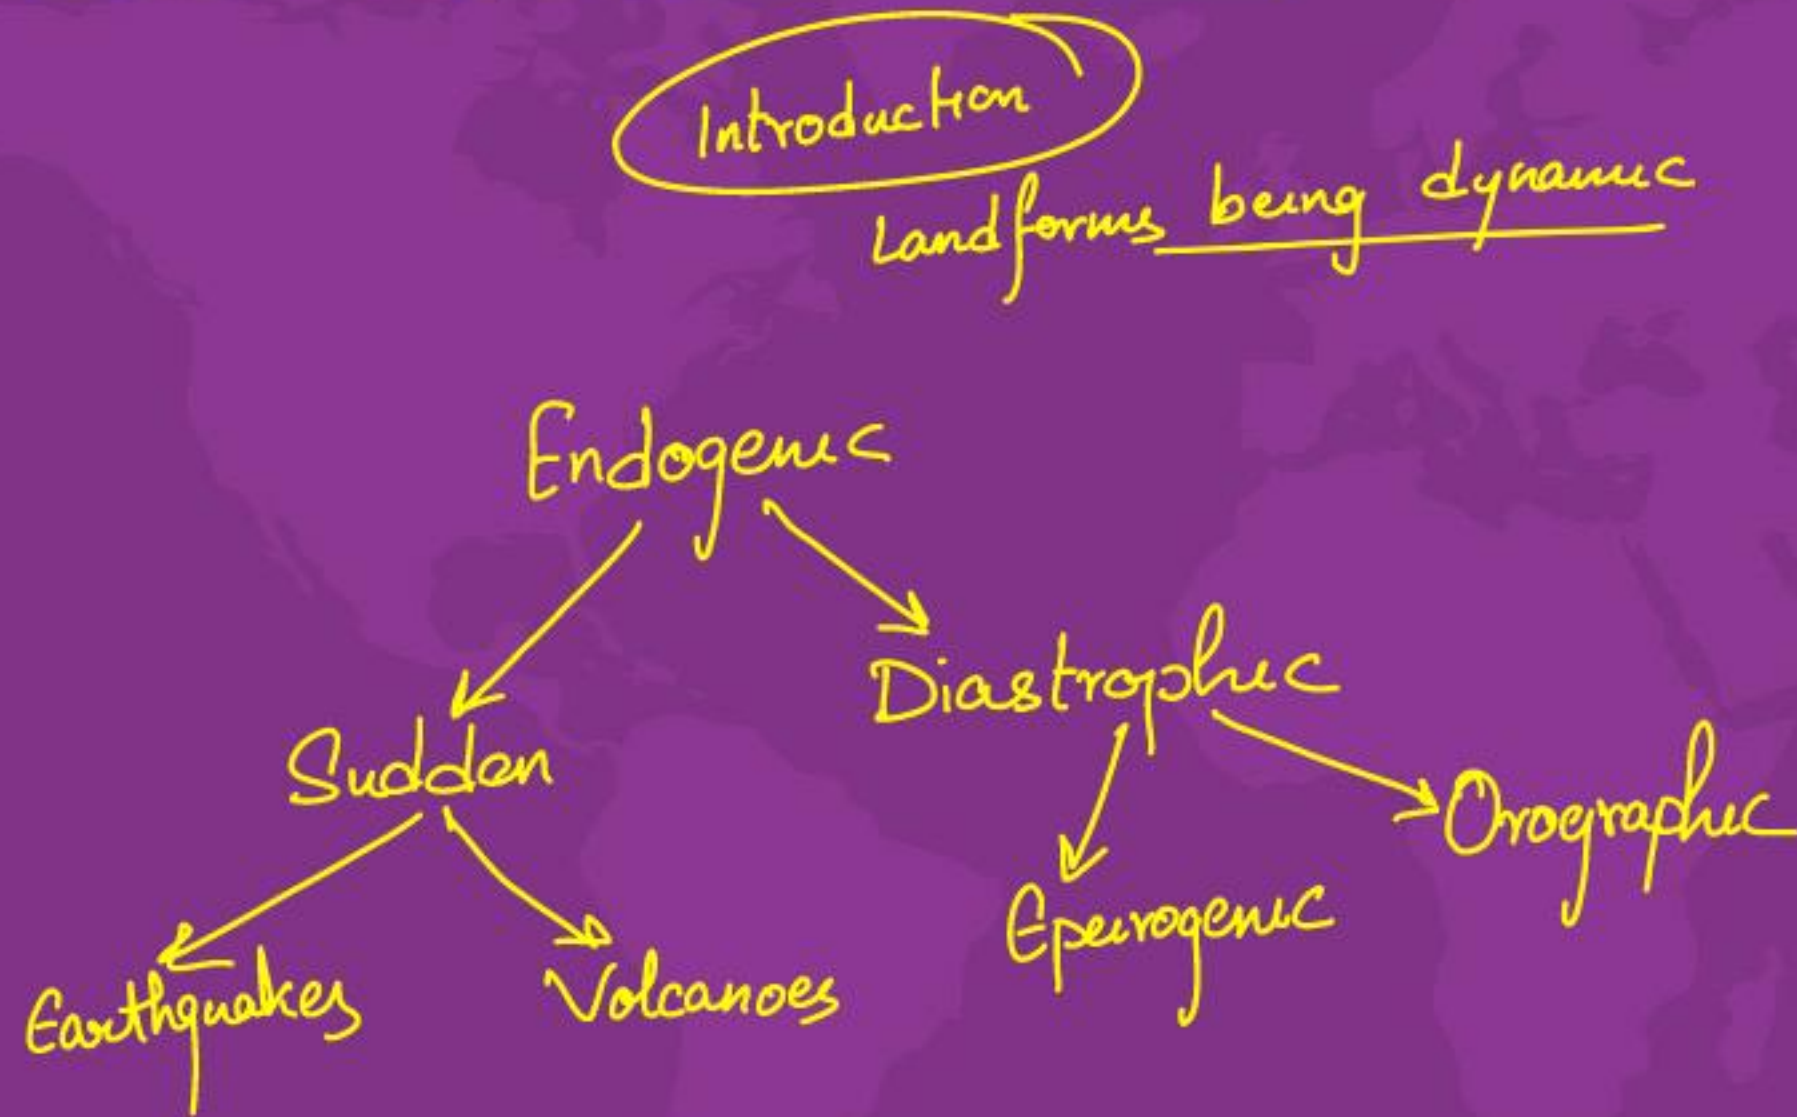 Introduction
Landforms being dynamic
Endogenic
Diastrophic
Sudden
Orographic
Epeirogenic
Earthquakes
Volcanoes